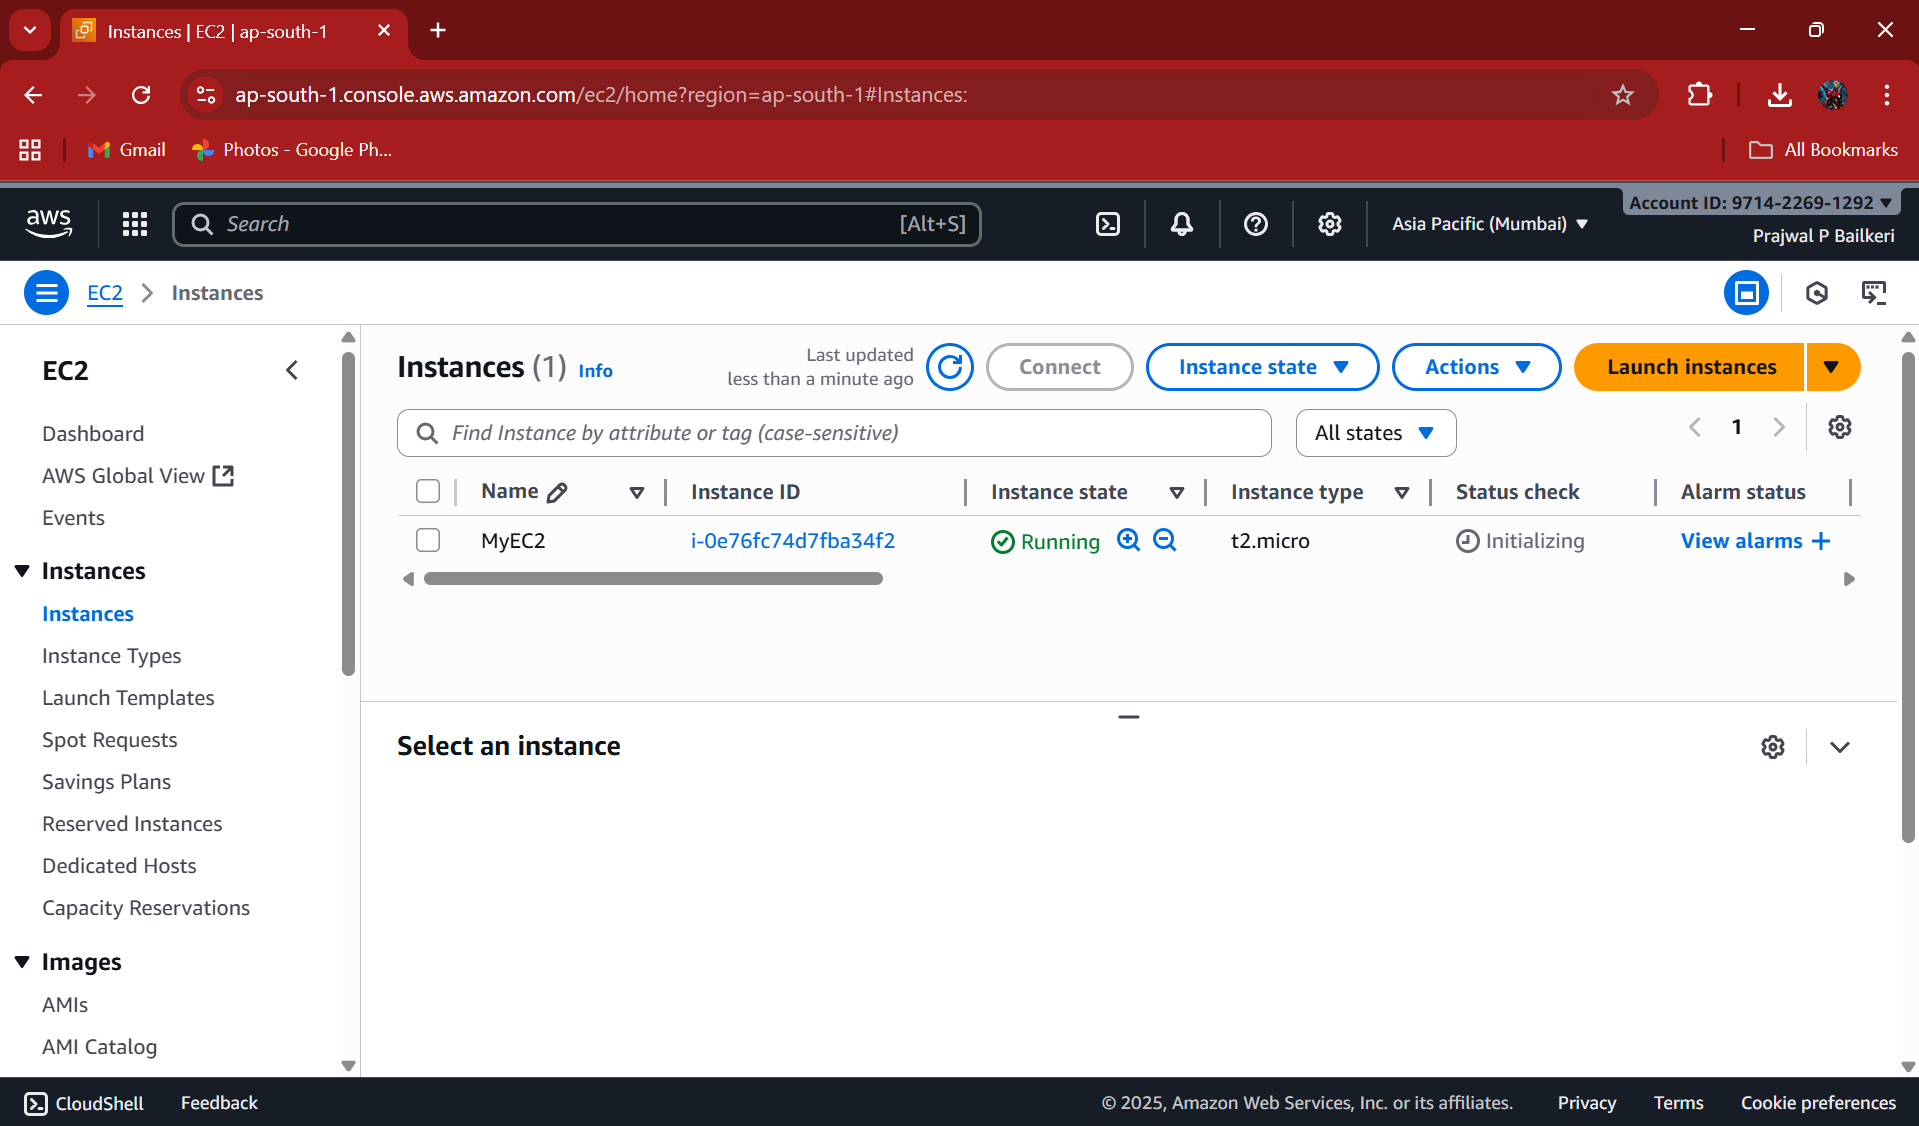 Instances | EC2 | ap-south-1
ap-south-1.console.aws.amazon.com/ec2/home?region=ap-south-1#Instances:
Gmail
Photos - Google Ph...
All Bookmarks
aws
Search [Alt+S]
Asia Pacific (Mumbai)
Account ID: 9714-2269-1292
Prajwal P Bailkeri
EC2 Instances
EC2
Dashboard
AWS Global View
Events
Instances
Instances
Instance Types
Launch Templates
Spot Requests
Savings Plans
Reserved Instances
Dedicated Hosts
Capacity Reservations
Images
AMIs
AMI Catalog
Instances (1) Info
Last updated
less than a minute ago
Connect
Instance state
Actions
Launch instances
Find Instance by attribute or tag (case-sensitive)
All states
1
Name Instance ID Instance state Instance type Status check Alarm status
MyEC2 i-0e76fc74d7fba34f2 Running t2.micro Initializing View alarms
Select an instance
CloudShell Feedback
© 2025, Amazon Web Services, Inc. or its affiliates. Privacy Terms Cookie preferences